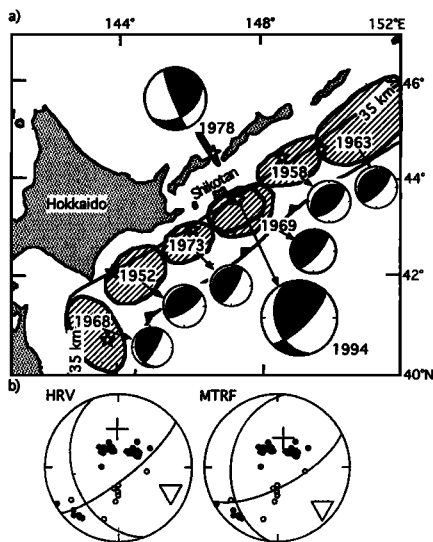 a)
144 148 152°E
46°
35 kms
1978
1963
1958
Shikotan
Hokkaido
44°
1969
1973
1952
42°
1968
35 km
1994
40°N
b) HRV MTRF